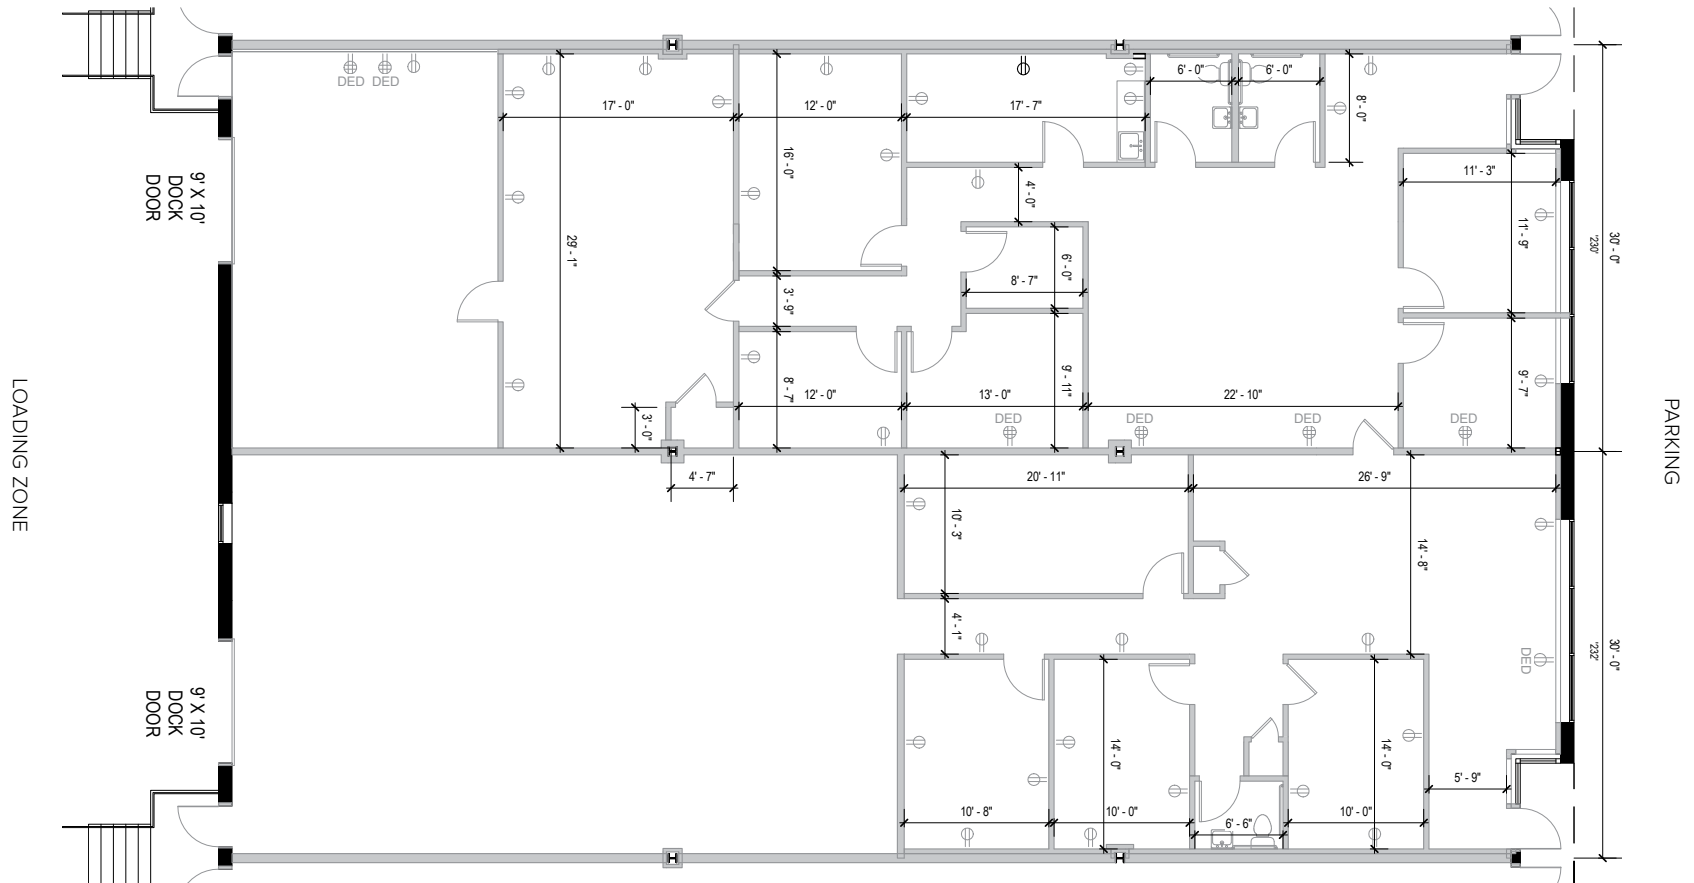 DED
DED
6' - 0"
6' - 0"
17' - 0"
12' - 0"
17' - 7"
8' - 0"
16' - 0"
11' - 3"
4' - 0"
9' X 10'
DOCK
DOOR
11' - 9"
30' - 0"
'230'
29' - 1"
6' - 0"
8' - 7"
3' - 9"
8' - 7"
12' - 0"
13' - 0"
9' - 11"
22' - 10"
9' - 7"
DED
DED
DED
DED
3' - 0"
LOADING ZONE
PARKING
4' - 7"
20' - 11"
26' - 9"
10' - 3"
14' - 8"
4' - 1"
30' - 0"
'232'
DED
9' X 10'
DOCK
DOOR
14' - 0"
14' - 0"
5' - 9"
10' - 8"
10' - 0"
6' - 6"
10' - 0"